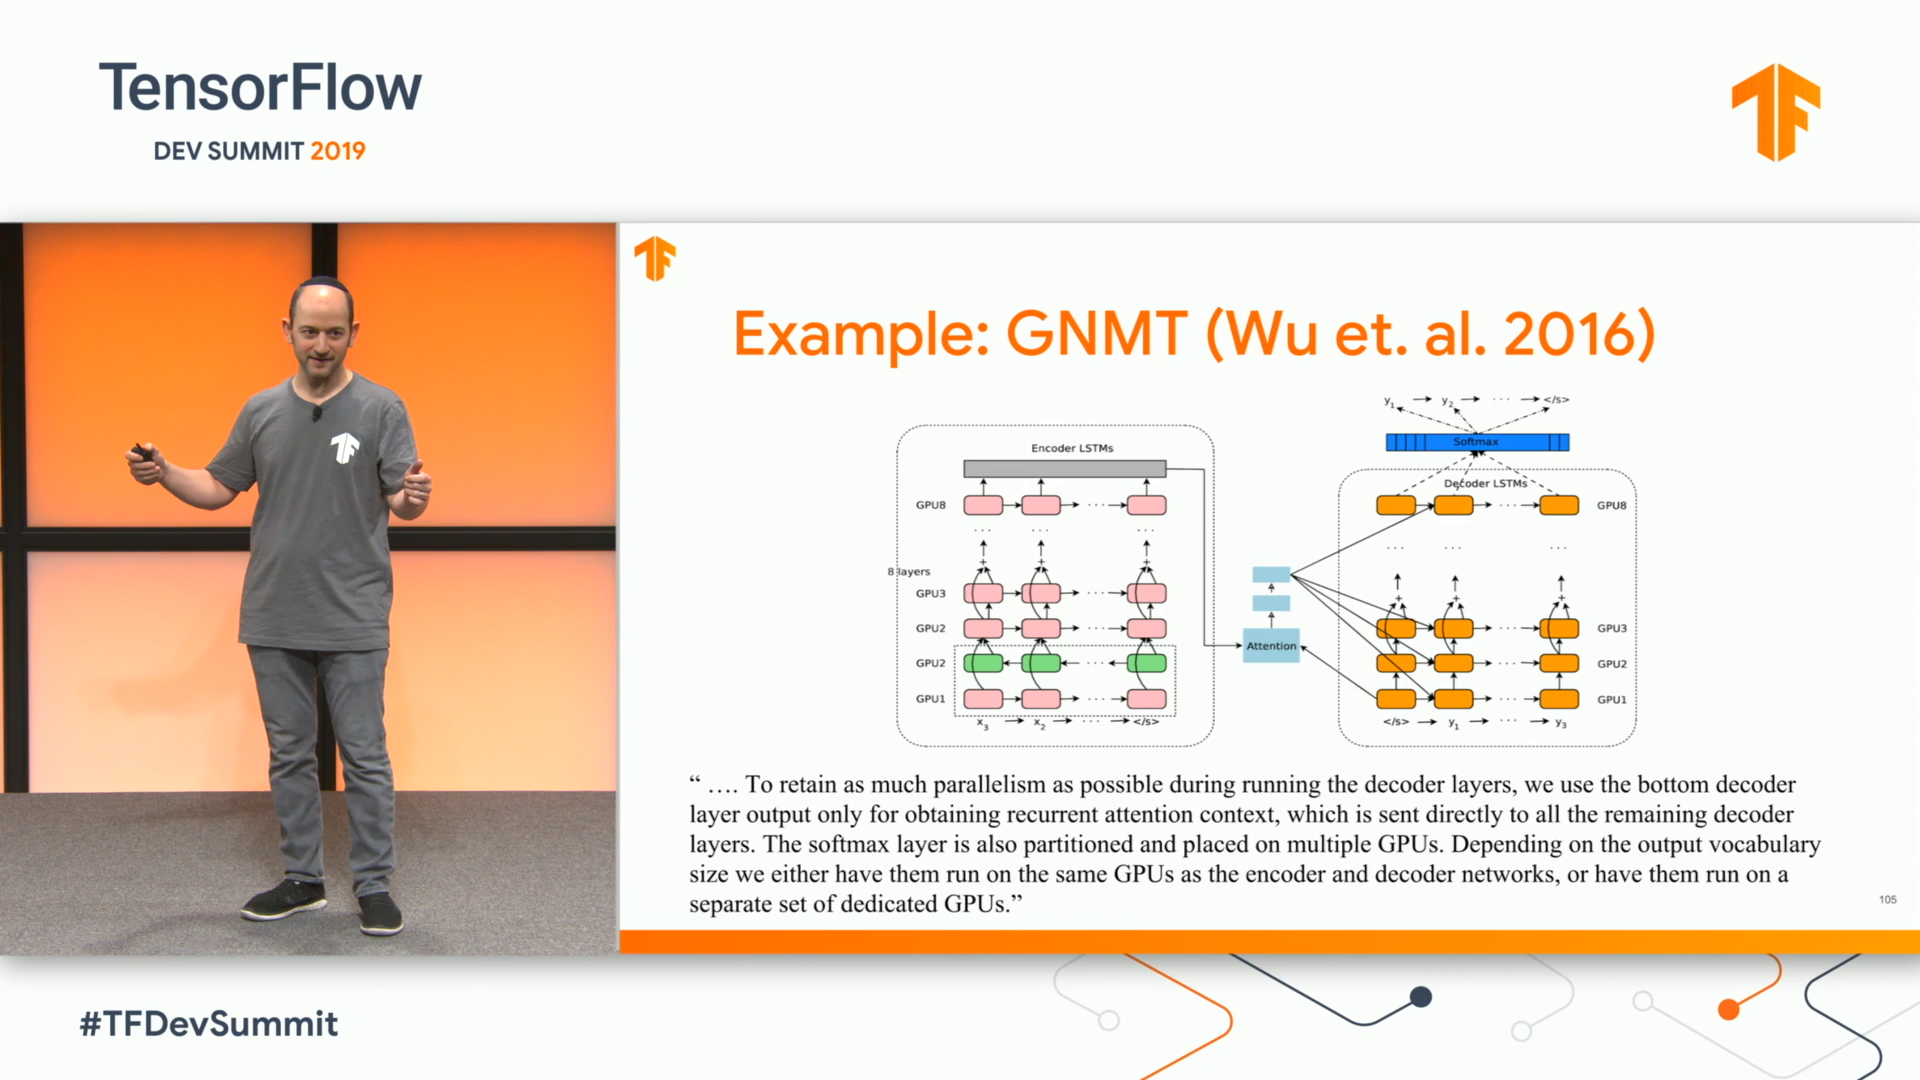 TensorFlow
DEV SUMMIT 2019
Example: GNMT (Wu et. al. 2016)
y1 y2 ... </s>
Softmax
Encoder LSTMs
Decoder LSTMs
GPU8 ... GPU8
... ... ... ... ... ...
8 layers
GPU3 ...
GPU2 ... ... GPU3
GPU2 ... ... GPU2
GPU1 ... ... GPU1
Attention
x3 x2 ... </s>
</s> y1 ... y3
“ .... To retain as much parallelism as possible during running the decoder layers, we use the bottom decoder
layer output only for obtaining recurrent attention context, which is sent directly to all the remaining decoder
layers. The softmax layer is also partitioned and placed on multiple GPUs. Depending on the output vocabulary
size we either have them run on the same GPUs as the encoder and decoder networks, or have them run on a
separate set of dedicated GPUs.”
105
#TFDevSummit